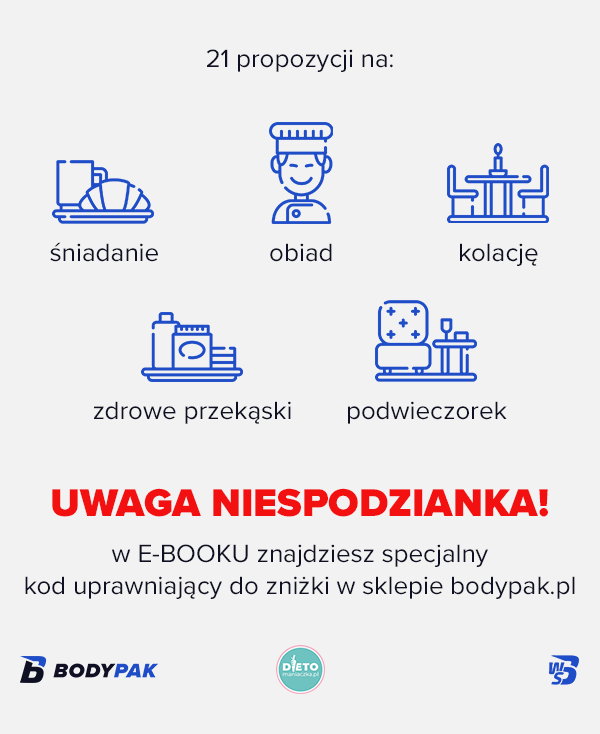 21 propozycji na:
śniadanie
obiad
kolację
zdrowe przekąski
podwieczorek
UWAGA NIESPODZIANKA!
w E-BOOKU znajdziesz specjalny
kod uprawniający do zniżki w sklepie bodypak.pl
BODYPAK
DIETO
maniaczka.pl
WSB